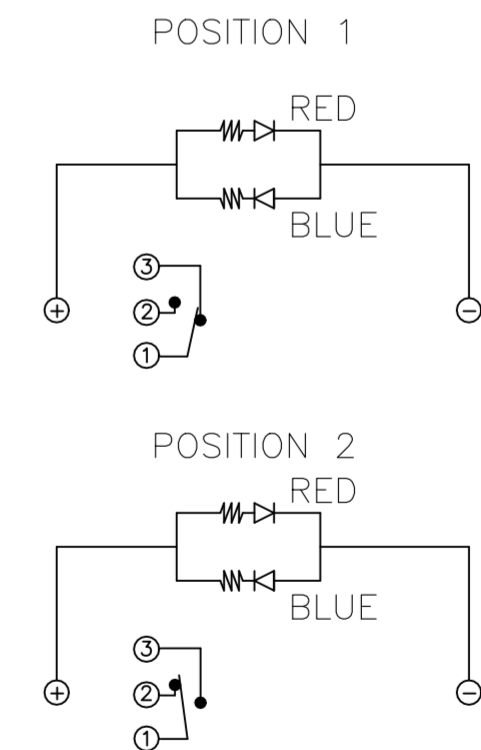 POSITION 1
RED
BLUE
3
+ 2 −
1
POSITION 2
RED
BLUE
3
+ 2 −
1